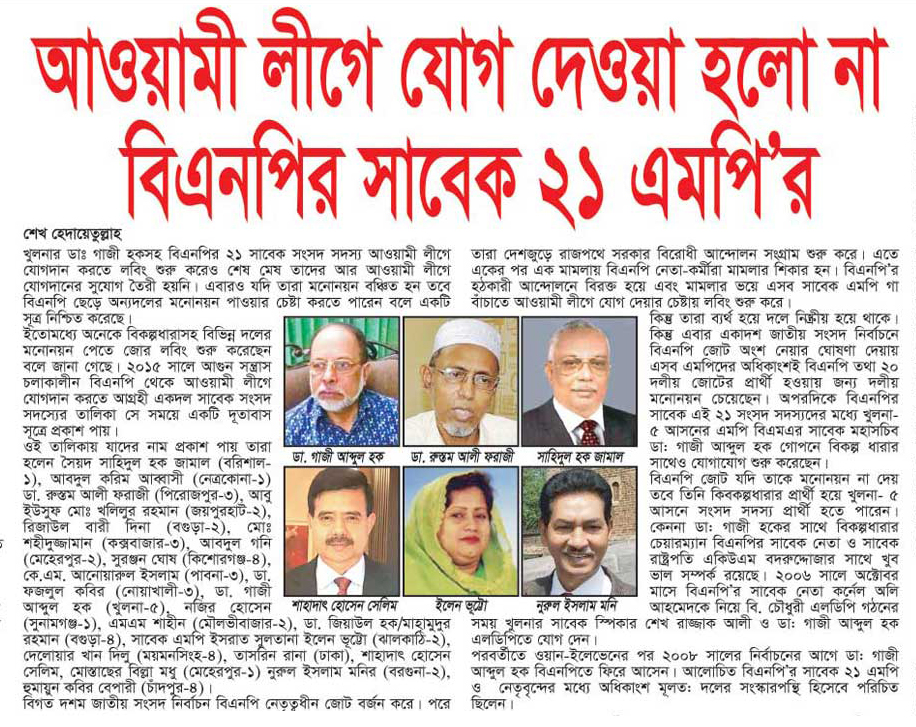 আওয়ামী লীগে যোগ দেওয়া হলো না
বিএনপির সাবেক ২১ এমপি'র
শেখ হেদায়েতুল্লাহ
খুলনার ডাঃ গাজী হকসহ বিএনপির ২১ সাবেক সংসদ সদস্য আওয়ামী লীগে
যোগদান করতে লবিং শুরু করেও শেষ মেষ তাদের আর আওয়ামী লীগে
যোগদানের সুযোগ তৈরী হয়নি। এবারও যদি তারা মনোনয়ন বঞ্চিত হন তবে
বিএনপি ছেড়ে অন্যদলের মনোনয়ন পাওয়ার চেষ্টা করতে পারেন বলে একটি
সূত্র নিশ্চিত করেছে।
ইতোমধ্যে অনেকে বিকল্পধারাসহ বিভিন্ন দলের
মনোনয়ন পেতে জোর লবিং শুরু করেছেন
বলে জানা গেছে। ২০১৫ সালে আগুন সন্ত্রাস
চলাকালীন বিএনপি থেকে আওয়ামী লীগে
যোগদান করতে আগ্রহী একদল সাবেক সংসদ
সদস্যের তালিকা সে সময়ে একটি দূতাবাস
সূত্রে প্রকাশ পায়।
ওই তালিকায় যাদের নাম প্রকাশ পায় তারা
হলেন সৈয়দ সাহিদুল হক জামাল (বরিশাল-
১), আবদুল করিম আব্বাসী (নেত্রকোনা-১)
ডা. রুস্তম আলী ফরাজী (পিরোজপুর-৩), আবু
ইউসুফ মোঃ খলিলুর রহমান (জয়পুরহাট-২),
রিজাউল বারী দিনা (বগুড়া-২), মোঃ
শহীদুজ্জামান (কক্সবাজার-৩), আবদুল গনি
(মেহেরপুর-২), সুরঞ্জন ঘোষ (কিশোরগঞ্জ-৪),
কে.এম. আনোয়ারুল ইসলাম (পাবনা-৩), ডা.
ফজলুল কবির (নোয়াখালী-৩), ডা. গাজী
আব্দুল হক (খুলনা-৫), নজির হোসেন
(সুনামগঞ্জ-১), এমএম শাহীন (মৌলভীবাজার-২), ডা. জিয়াউল হক/মাহামুদুর
রহমান (বগুড়া-৪), সাবেক এমপি ইসরাত সুলতানা ইলেন ভুট্টো (ঝালকাঠি-২),
দেলোয়ার খান দিলু (ময়মনসিংহ-৪), তাসরিন রানা (ঢাকা), শাহাদাৎ হোসেন
সেলিম, মোস্তাছের বিল্লা মধু (মেহেরপুর-১) নুরুল ইসলাম মনির (বরগুনা-২),
হুমায়ুন কবির বেপারী (চাঁদপুর-৪)।
বিগত দশম জাতীয় সংসদ নির্বাচন বিএনপি নেতৃত্বধীন জোট বর্জন করে। পরে
ডা. গাজী আব্দুল হক
ডা. রুস্তম আলী ফরাজী
সাহিদুল হক জামাল
শাহাদাৎ হোসেন সেলিম
ইলেন ভুট্টো
নুরুল ইসলাম মনি
তারা দেশজুড়ে রাজপথে সরকার বিরোধী আন্দোলন সংগ্রাম শুরু করে। এতে
একের পর এক মামলায় বিএনপি নেতা-কর্মীরা মামলার শিকার হন। বিএনপি'র
হঠকারী আন্দোলনে বিরক্ত হয়ে এবং মামলার ভয়ে এসব সাবেক এমপি গা
বাঁচাতে আওয়ামী লীগে যোগ দেয়ার চেষ্টায় লবিং শুরু করে।
কিন্তু তারা ব্যর্থ হয়ে দলে নিষ্ক্রীয় হয়ে থাকে।
কিন্তু এবার একাদশ জাতীয় সংসদ নির্বাচনে
বিএনপি জোট অংশ নেয়ার ঘোষণা দেয়ায়
এসব এমপিদের অধিকাংশই বিএনপি তথা ২০
দলীয় জোটের প্রার্থী হওয়ায় জন্য দলীয়
মনোনয়ন চেয়েছেন। অপরদিকে বিএনপির
সাবেক এই ২১ সংসদ সদস্যদের মধ্যে খুলনা-
৫ আসনের এমপি বিএমএর সাবেক মহাসচিব
ডা: গাজী আব্দুল হক গোপনে বিকল্প ধারার
সাথেও যোগাযোগ শুরু করেছেন।
বিএনপি জোট যদি তাকে মনোনয়ন না দেয়
তবে তিনি কিবকল্পধারার প্রার্থী হয়ে খুলনা- ৫
আসনে সংসদ সদস্য প্রার্থী হতে পারেন।
কেননা ডা: গাজী হকের সাথে বিকল্পধারার
চেয়ারম্যান বিএনপির সাবেক নেতা ও সাবেক
রাষ্ট্রপতি একিউএম বদরুদ্দোজার সাথে খুব
ভাল সম্পর্ক রয়েছে। ২০০৬ সালে অক্টোবর
মাসে বিএনপি'র সাবেক নেতা কর্নেল অলি
আহমেদকে নিয়ে বি. চৌধুরী এলডিপি গঠনের
সময় খুলনার সাবেক স্পিকার শেখ রাজ্জাক আলী ও ডা: গাজী আব্দুল হক
এলডিপিতে যোগ দেন।
পরবর্তীতে ওয়ান-ইলেভেনের পর ২০০৮ সালের নির্বাচনের আগে ডা: গাজী
আব্দুল হক বিএনপিতে ফিরে আসেন। আলোচিত বিএনপি'র সাবেক ২১ এমপি
ও নেতৃবৃন্দের মধ্যে অধিকাংশ মূলত: দলের সংস্কারপন্থি হিসেবে পরিচিত
ছিলেন।